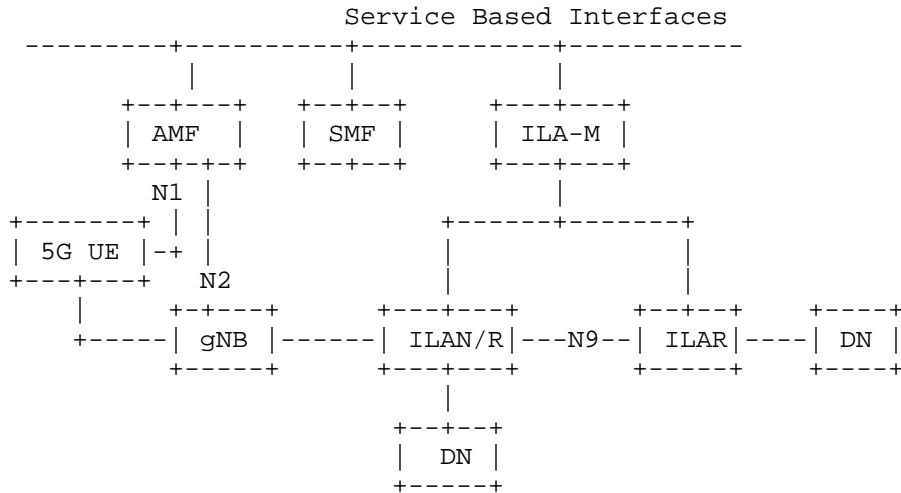 Service Based Interfaces
AMF SMF ILA-M
N1
5G UE
N2
gNB ILAN/R N9 ILAR DN
DN